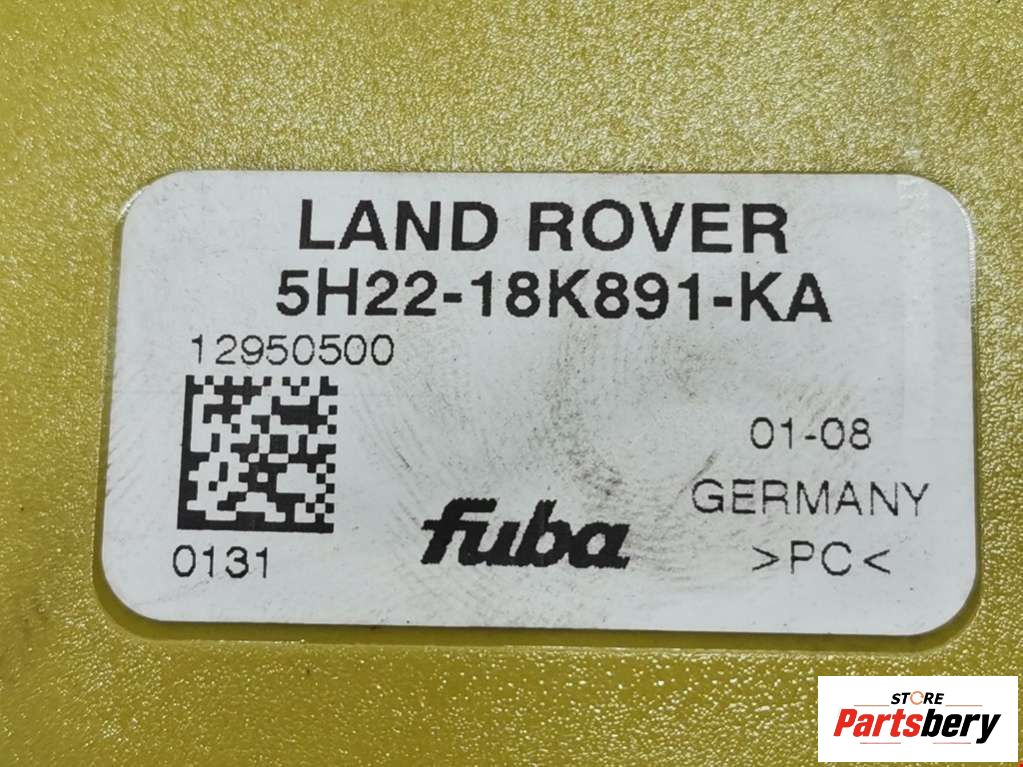 LAND ROVER
5H22-18K891-KA
12950500
01-08
GERMANY
fuba
0131
>PC<
STORE
Partsbery